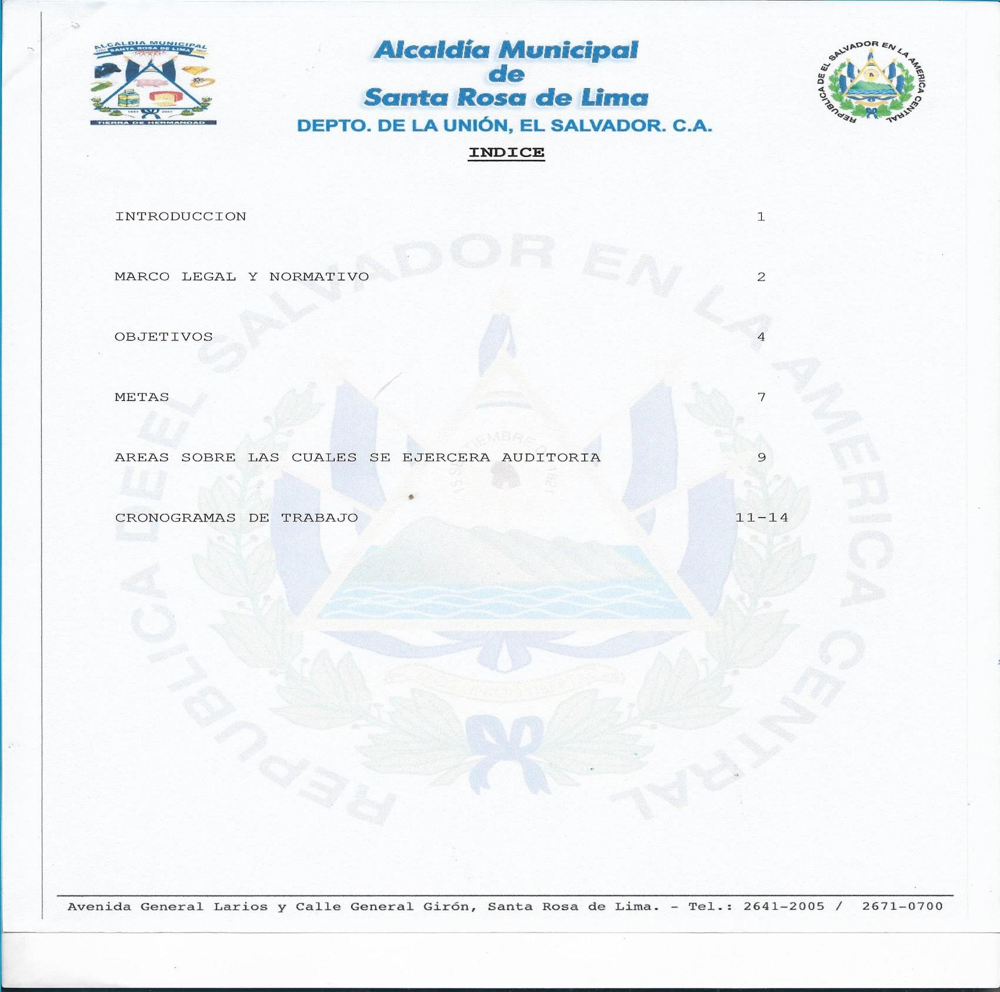 ALCALDIA MUNICIPAL
SANTA ROSA DE LIMA
TIERRA DE HERMANDAD
Alcaldía Municipal
de
Santa Rosa de Lima
DEPTO. DE LA UNIÓN, EL SALVADOR. C.A.
REPUBLICA DE EL SALVADOR EN LA AMERICA CENTRAL
INDICE
INTRODUCCION 1
MARCO LEGAL Y NORMATIVO 2
OBJETIVOS 4
METAS 7
AREAS SOBRE LAS CUALES SE EJERCERA AUDITORIA 9
CRONOGRAMAS DE TRABAJO 11-14
REPUBLICA DE EL SALVADOR EN LA AMERICA CENTRAL
15 SEPTIEMBRE DE 1821
Avenida General Larios y Calle General Girón, Santa Rosa de Lima. - Tel.: 2641-2005 / 2671-0700